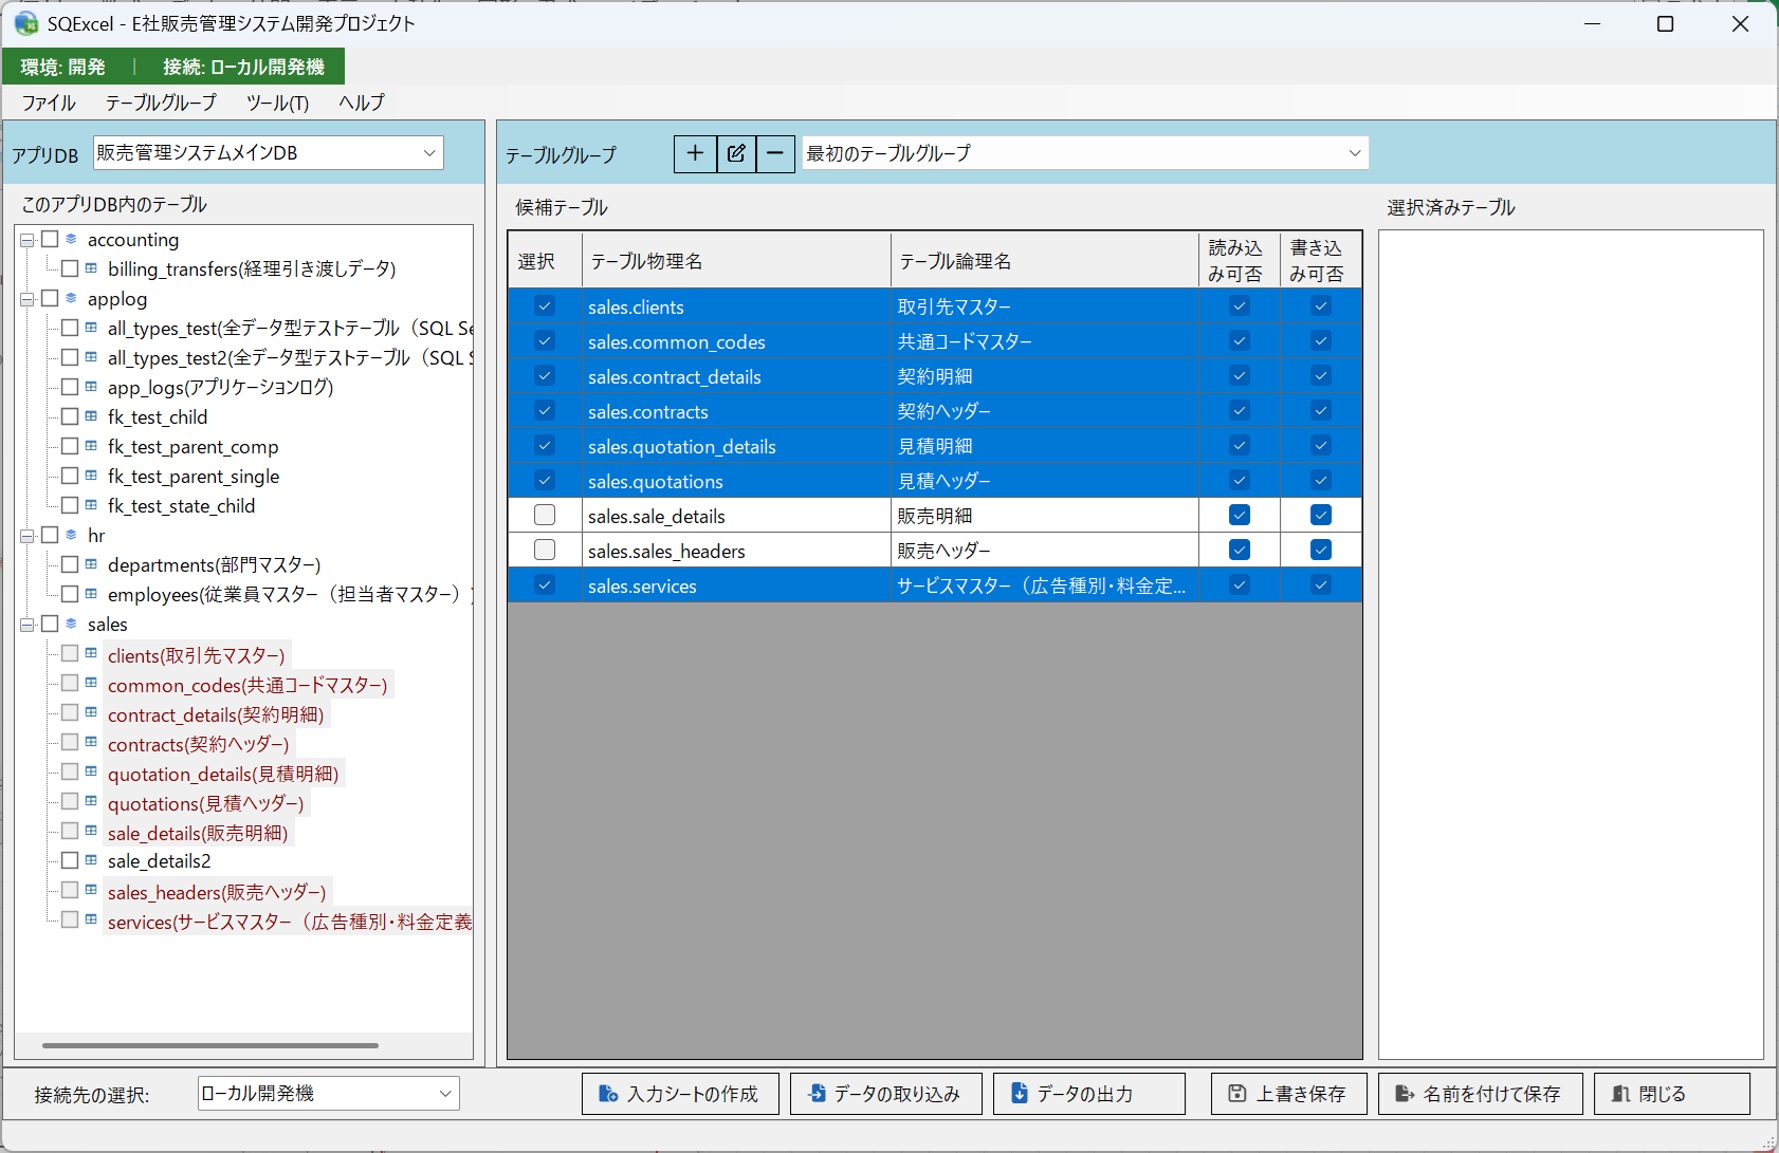 SQExcel - E社販売管理システム開発プロジェクト
環境: 開発 | 接続: ローカル開発機
ファイル テーブルグループ ツール(T) ヘルプ
アプリDB 販売管理システムメインDB
このアプリDB内のテーブル
accounting
billing_transfers(経理引き渡しデータ)
applog
all_types_test(全データ型テストテーブル（SQL Se
all_types_test2(全データ型テストテーブル（SQL S
app_logs(アプリケーションログ)
fk_test_child
fk_test_parent_comp
fk_test_parent_single
fk_test_state_child
hr
departments(部門マスター)
employees(従業員マスター（担当者マスター）)
sales
clients(取引先マスター)
common_codes(共通コードマスター)
contract_details(契約明細)
contracts(契約ヘッダー)
quotation_details(見積明細)
quotations(見積ヘッダー)
sale_details(販売明細)
sale_details2
sales_headers(販売ヘッダー)
services(サービスマスター（広告種別・料金定義
テーブルグループ 最初のテーブルグループ
候補テーブル
選択 テーブル物理名 テーブル論理名 読み込み可否 書き込み可否
sales.clients 取引先マスター
sales.common_codes 共通コードマスター
sales.contract_details 契約明細
sales.contracts 契約ヘッダー
sales.quotation_details 見積明細
sales.quotations 見積ヘッダー
sales.sale_details 販売明細
sales.sales_headers 販売ヘッダー
sales.services サービスマスター（広告種別・料金定...
選択済みテーブル
接続先の選択: ローカル開発機
入力シートの作成 データの取り込み データの出力 上書き保存 名前を付けて保存 閉じる